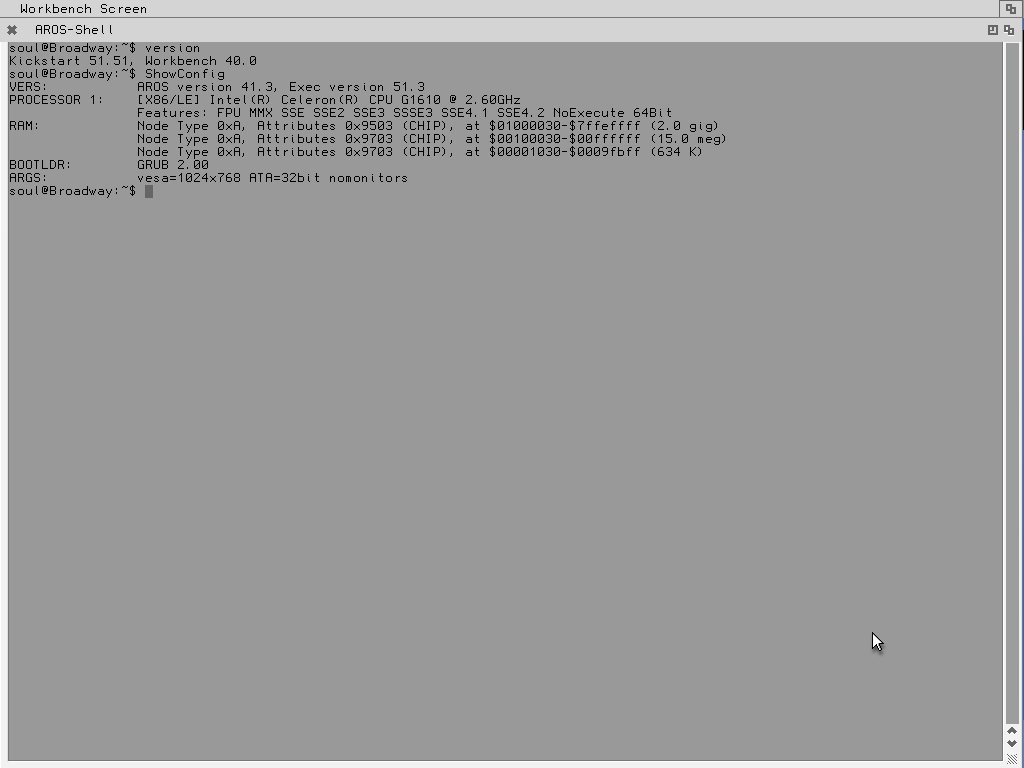 Workbench Screen
AROS-Shell
soul@Broadway:~$ version
Kickstart 51.51, Workbench 40.0
soul@Broadway:~$ ShowConfig
VERS: AROS version 41.3, Exec version 51.3
PROCESSOR 1: [X86/LE] Intel(R) Celeron(R) CPU G1610 @ 2.60GHz
Features: FPU MMX SSE SSE2 SSE3 SSSE3 SSE4.1 SSE4.2 NoExecute 64Bit
RAM: Node Type 0xA, Attributes 0x9503 (CHIP), at $01000030-$7ffeffff (2.0 gig)
Node Type 0xA, Attributes 0x9703 (CHIP), at $00100030-$00ffffff (15.0 meg)
Node Type 0xA, Attributes 0x9703 (CHIP), at $00001030-$0009fbff (634 K)
BOOTLDR: GRUB 2.00
ARGS: vesa=1024x768 ATA=32bit nomonitors
soul@Broadway:~$